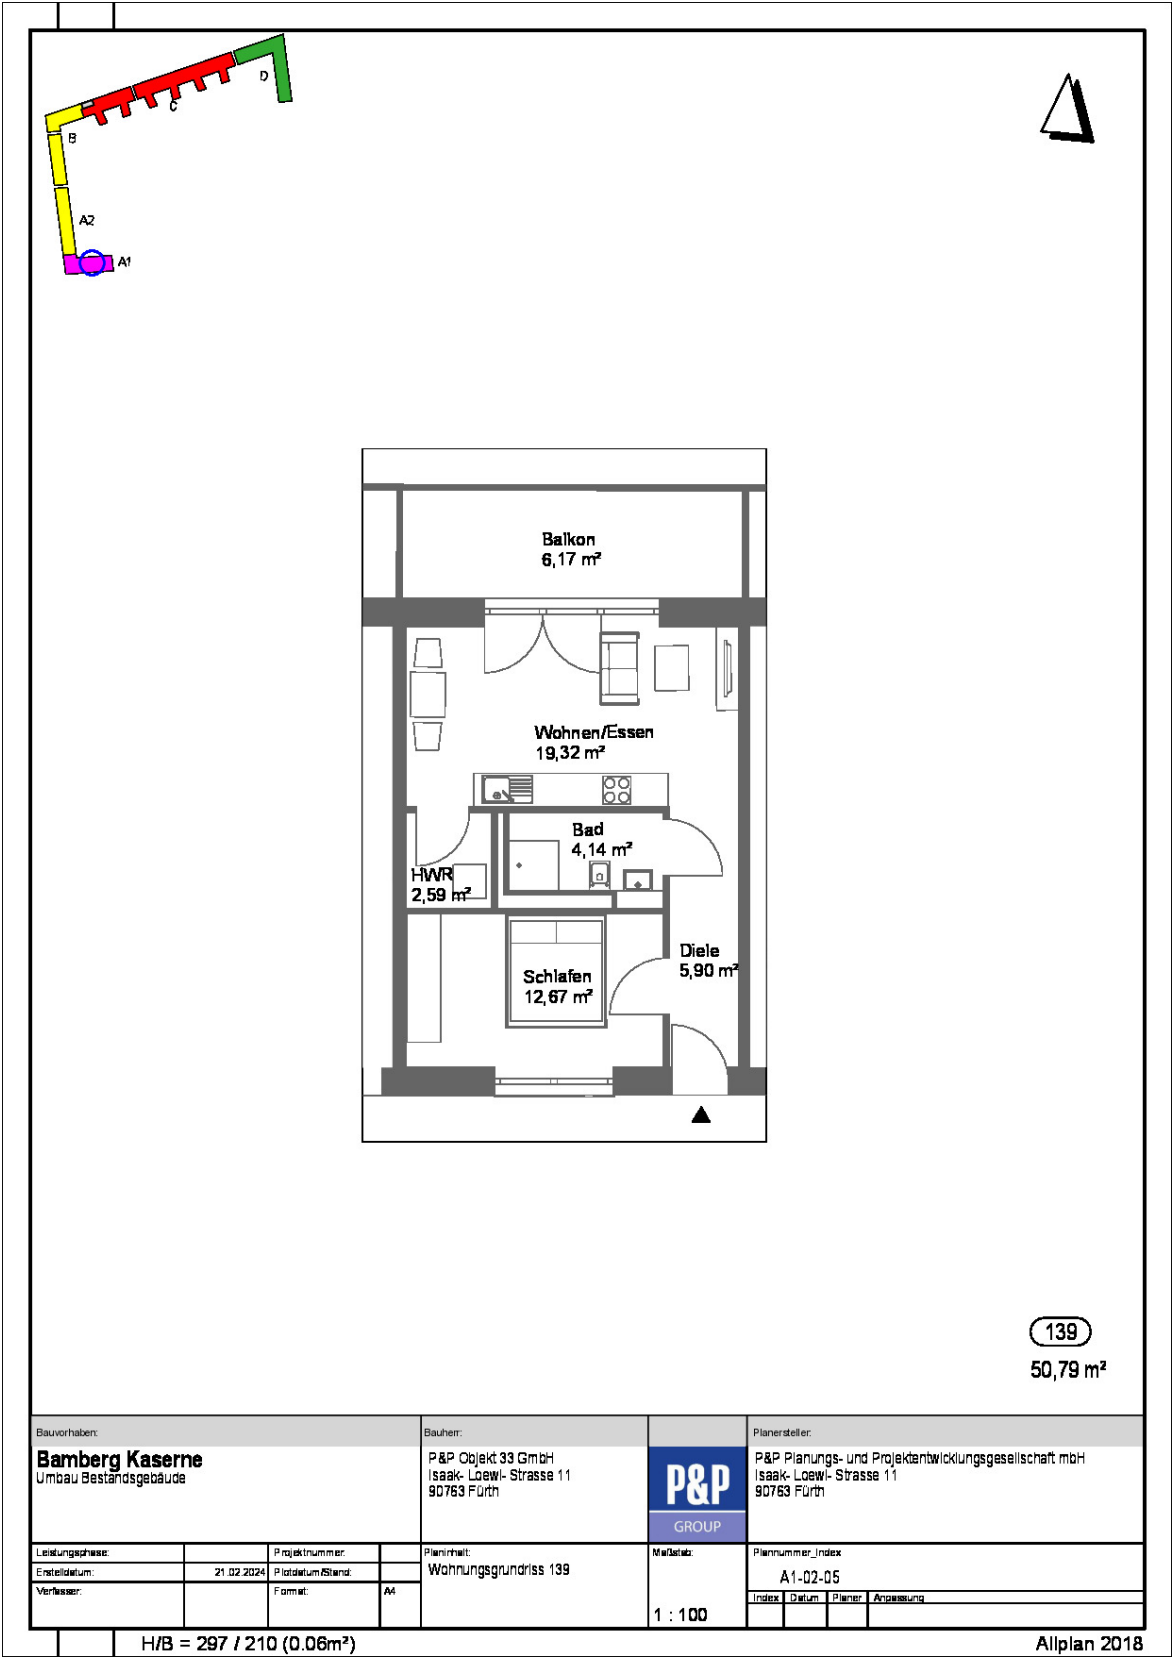 D
C
B
A2
A1
Balkon
6,17 m²
Wohnen/Essen
19,32 m²
Bad
4,14 m²
HWR
2,59 m²
Diele
5,90 m²
Schlafen
12,67 m²
139
50,79 m²
Bauvorhaben:
Bamberg Kaserne
Umbau Bestandsgebäude
Bauherr:
P&P Objekt 33 GmbH
Isaak- Loewi- Strasse 11
90763 Fürth
P&P
GROUP
Planersteller:
P&P Planungs- und Projektentwicklungsgesellschaft mbH
Isaak- Loewi- Strasse 11
90763 Fürth
Leistungsphase:
Projektnummer:
Erstelldatum: 21.02.2024
Plotdatum/Stand:
Verfasser:
Format: A4
Planinhalt:
Wohnungsgrundriss 139
Maßstab:
1 : 100
Plannummer_Index
A1-02-05
Index Datum Planer Anpassung
H/B = 297 / 210 (0.06m²)
Allplan 2018